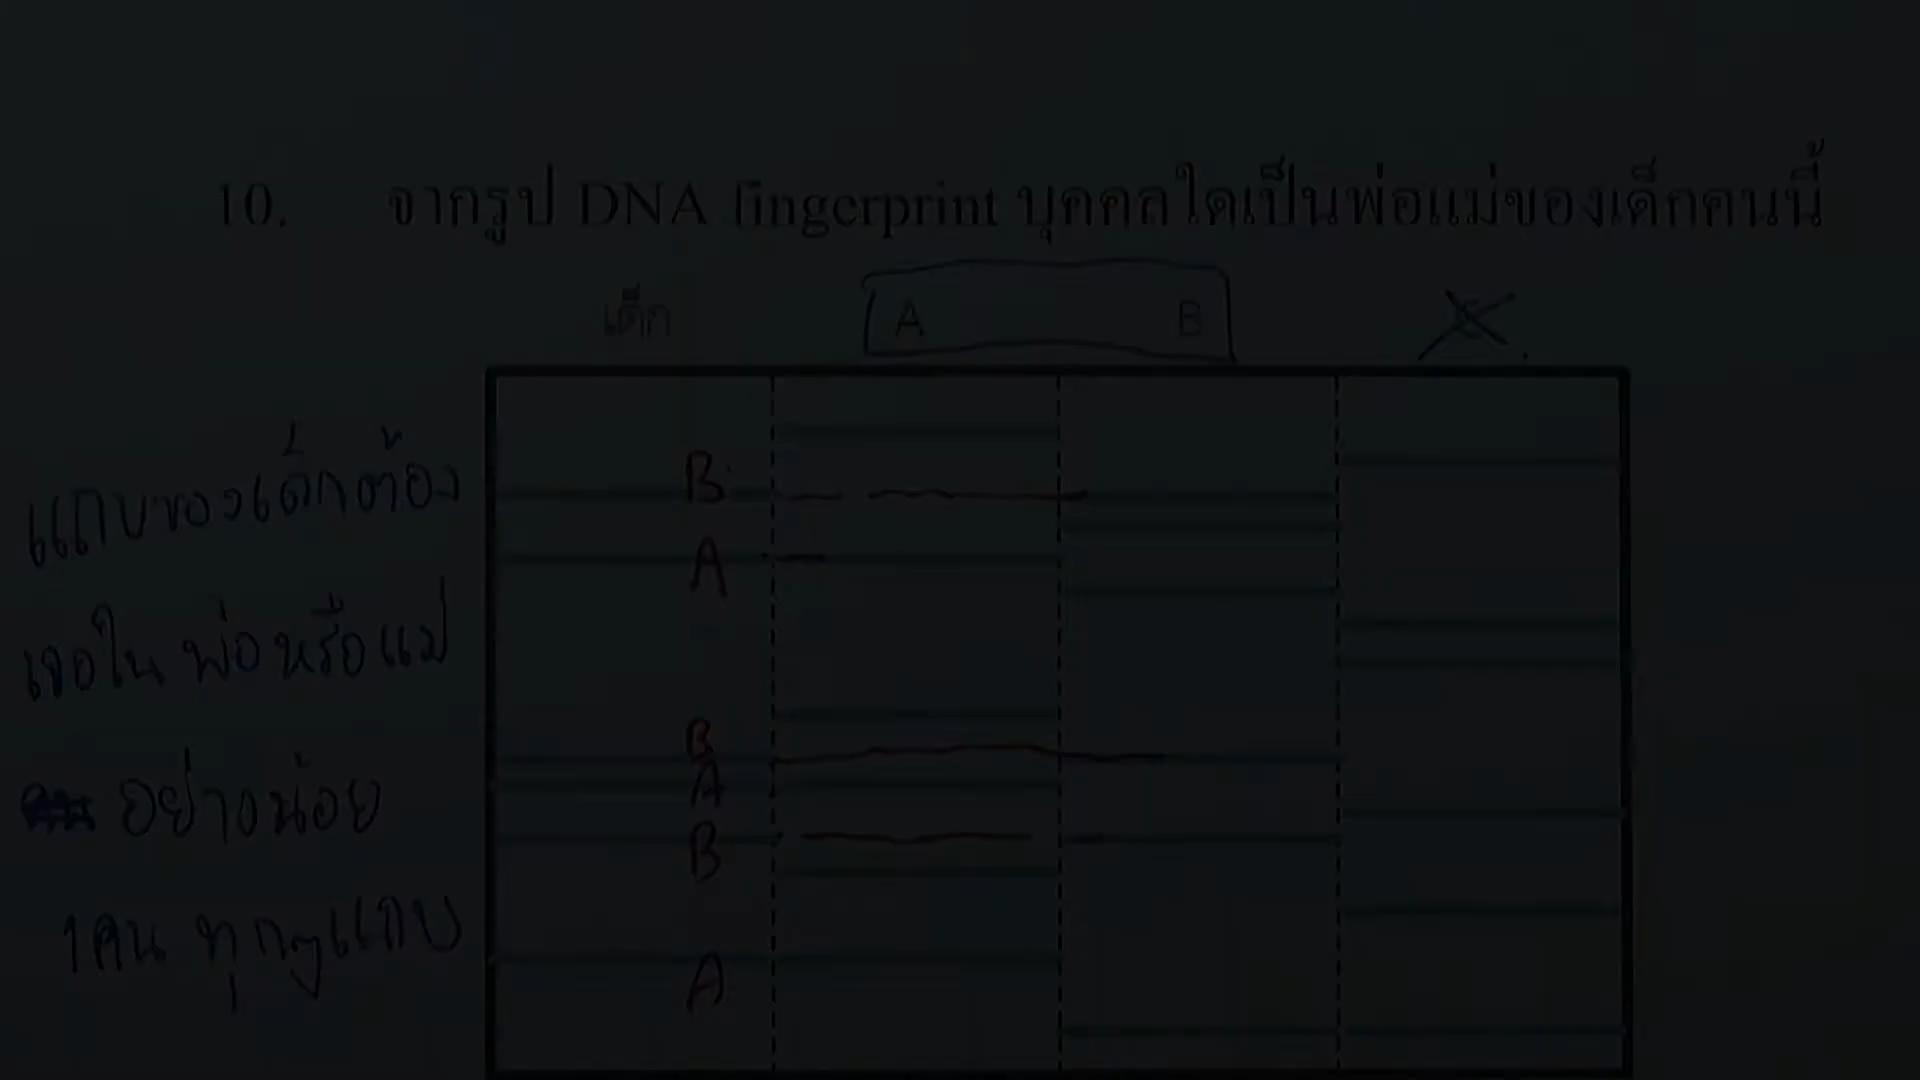 10. จากรูป DNA fingerprint บุคคลใดเป็นพ่อแม่ของเด็กคนนี้
เด็ก A B
แถบของเด็กต้อง
เจอใน พ่อหรือแม่
อย่างน้อย
1คน ทุกๆแถบ
B
A
B
A
B
A